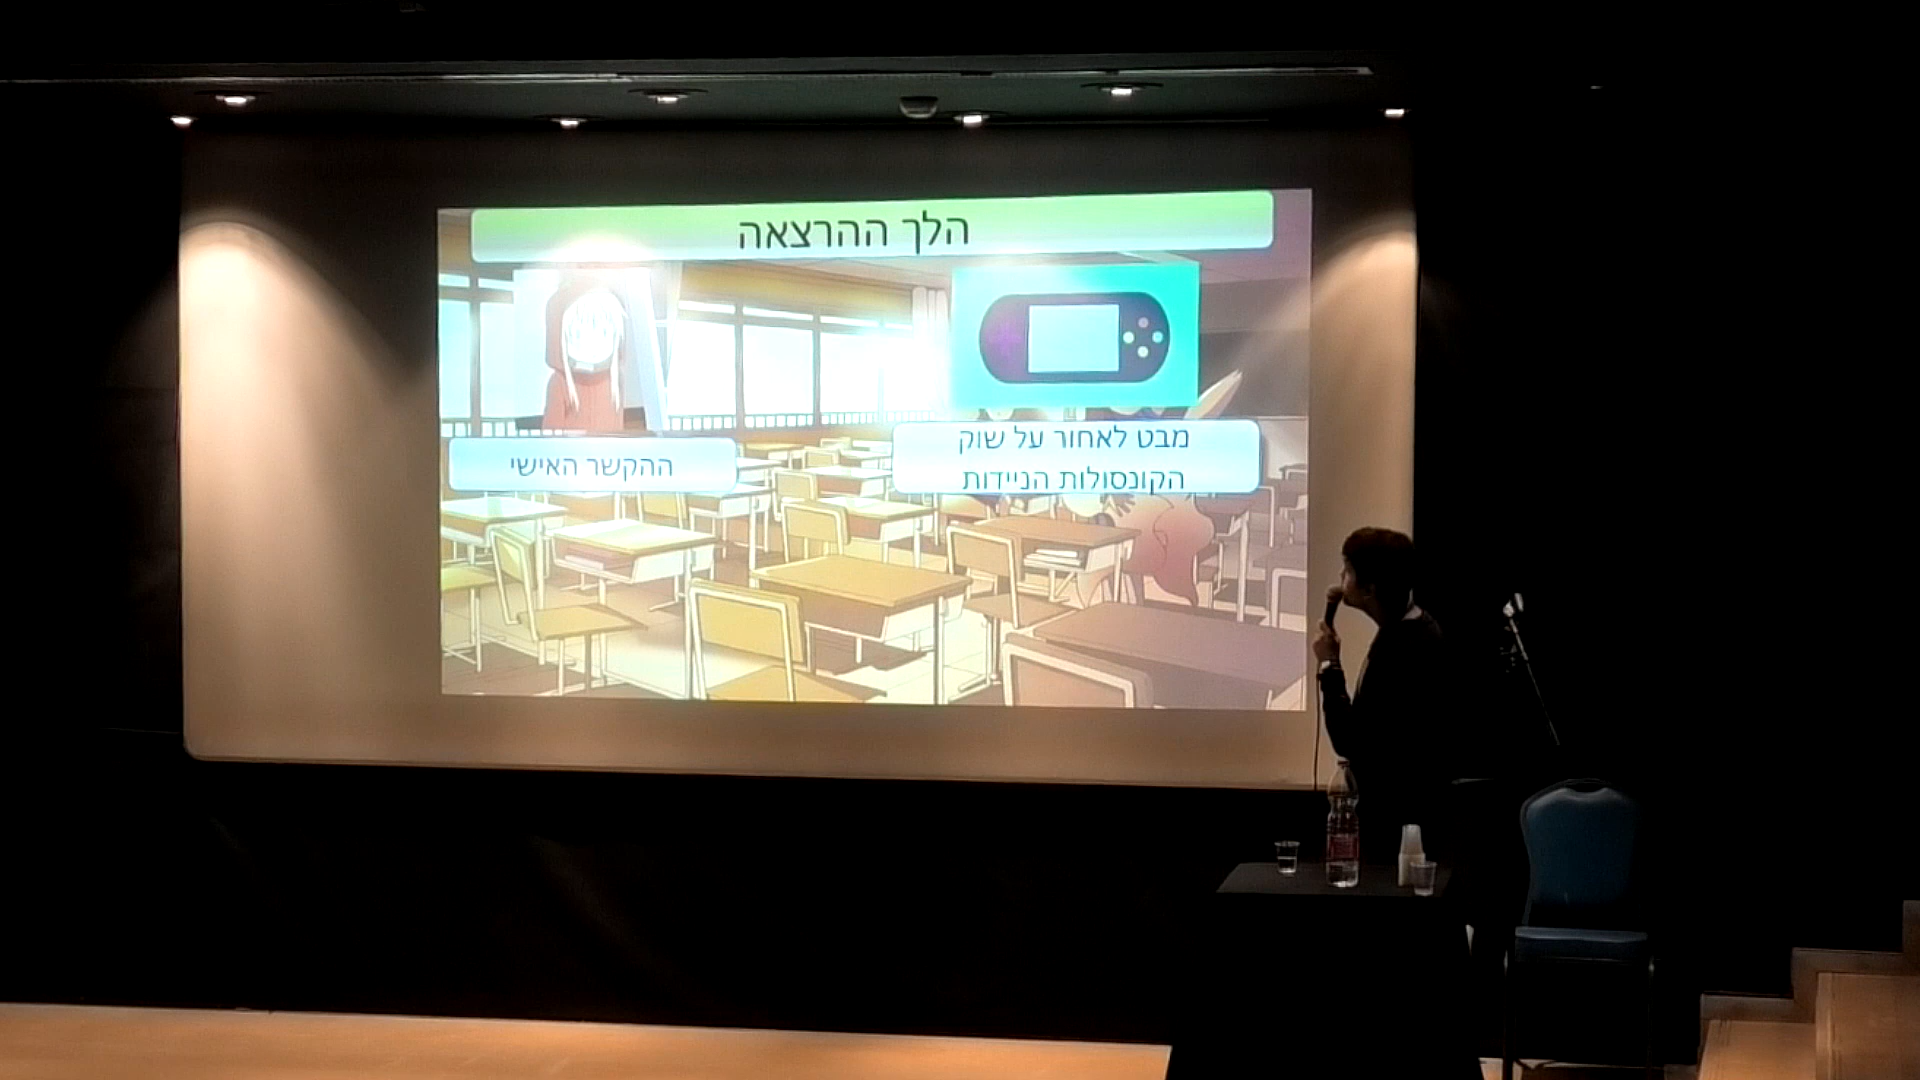 הלך ההרצאה
מבט לאחור על שוק
הקונסולות הניידות
ההקשר האישי